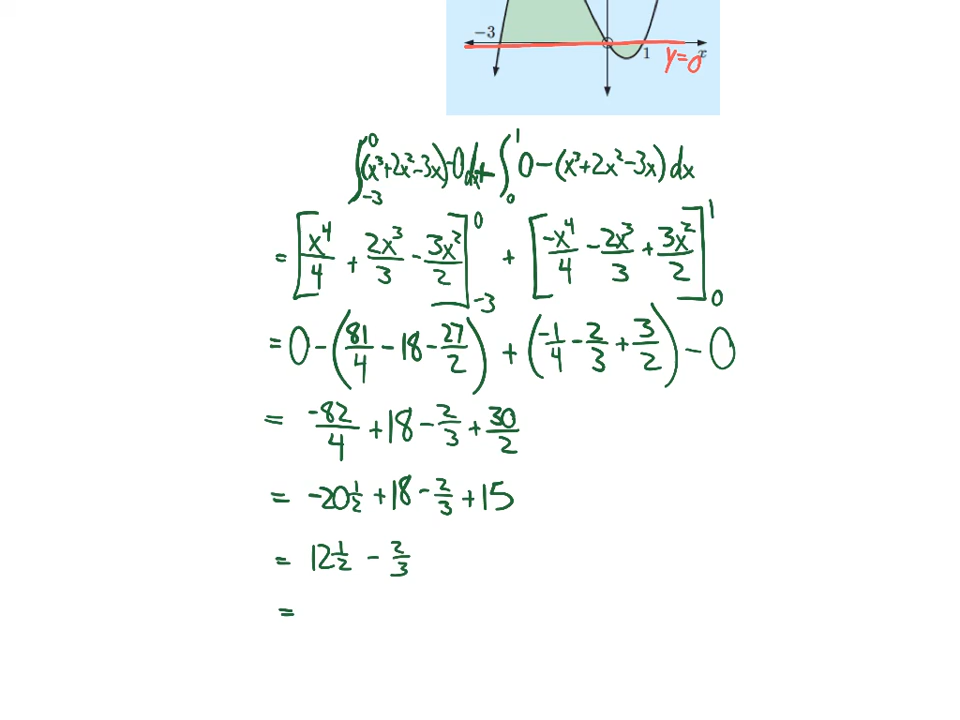 −3
1
x
y=0
∫_{-3}^{0} (x³+2x²−3x)−0dx + ∫_{0}^{1} 0−(x³+2x²−3x)dx
= [x⁴/4 + 2x³/3 − 3x²/2]_{-3}^{0} + [−x⁴/4 − 2x³/3 + 3x²/2]_{0}^{1}
= 0 − (81/4 − 18 − 27/2) + (−1/4 − 2/3 + 3/2) − 0
= −82/4 + 18 − 2/3 + 30/2
= −20½ + 18 − 2/3 + 15
= 12½ − 2/3
=